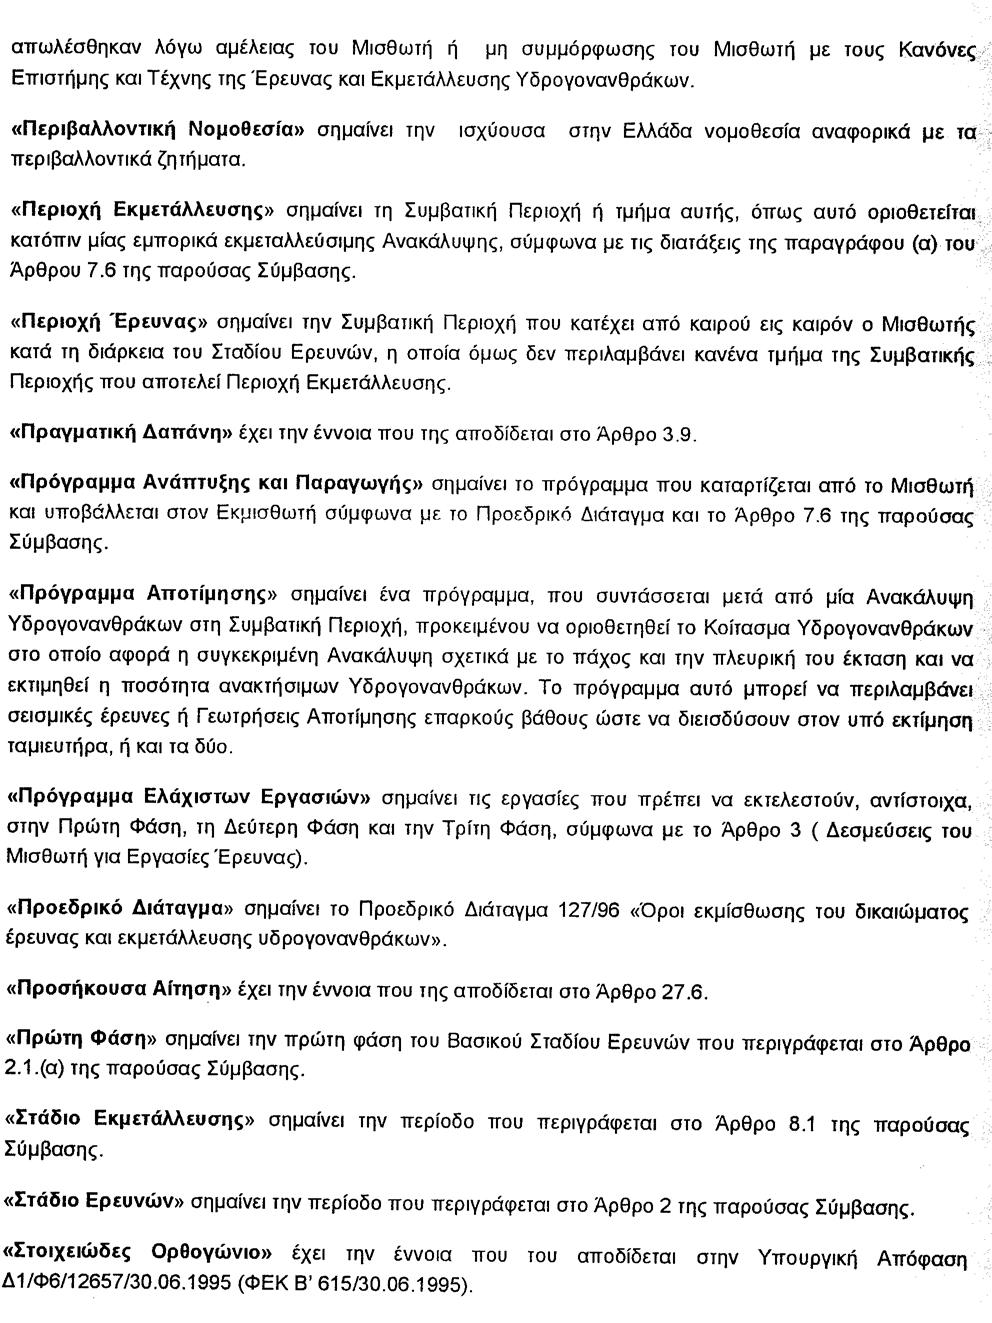 απωλέσθηκαν λόγω αμέλειας του Μισθωτή ή μη συμμόρφωσης του Μισθωτή με τους Κανόνες
Επιστήμης και Τέχνης της Έρευνας και Εκμετάλλευσης Υδρογονανθράκων.
«Περιβαλλοντική Νομοθεσία» σημαίνει την ισχύουσα στην Ελλάδα νομοθεσία αναφορικά με τα
περιβαλλοντικά ζητήματα.
«Περιοχή Εκμετάλλευσης» σημαίνει τη Συμβατική Περιοχή ή τμήμα αυτής, όπως αυτό οριοθετείται
κατόπιν μίας εμπορικά εκμεταλλεύσιμης Ανακάλυψης, σύμφωνα με τις διατάξεις της παραγράφου (α) του
Άρθρου 7.6 της παρούσας Σύμβασης.
«Περιοχή Έρευνας» σημαίνει την Συμβατική Περιοχή που κατέχει από καιρού εις καιρόν ο Μισθωτής
κατά τη διάρκεια του Σταδίου Ερευνών, η οποία όμως δεν περιλαμβάνει κανένα τμήμα της Συμβατικής
Περιοχής που αποτελεί Περιοχή Εκμετάλλευσης.
«Πραγματική Δαπάνη» έχει την έννοια που της αποδίδεται στο Άρθρο 3.9.
«Πρόγραμμα Ανάπτυξης και Παραγωγής» σημαίνει το πρόγραμμα που καταρτίζεται από το Μισθωτή
και υποβάλλεται στον Εκμισθωτή σύμφωνα με το Προεδρικό Διάταγμα και το Άρθρο 7.6 της παρούσας
Σύμβασης.
«Πρόγραμμα Αποτίμησης» σημαίνει ένα πρόγραμμα, που συντάσσεται μετά από μία Ανακάλυψη
Υδρογονανθράκων στη Συμβατική Περιοχή, προκειμένου να οριοθετηθεί το Κοίτασμα Υδρογονανθράκων
στο οποίο αφορά η συγκεκριμένη Ανακάλυψη σχετικά με το πάχος και την πλευρική του έκταση και να
εκτιμηθεί η ποσότητα ανακτήσιμων Υδρογονανθράκων. Το πρόγραμμα αυτό μπορεί να περιλαμβάνει
σεισμικές έρευνες ή Γεωτρήσεις Αποτίμησης επαρκούς βάθους ώστε να διεισδύσουν στον υπό εκτίμηση
ταμιευτήρα, ή και τα δύο.
«Πρόγραμμα Ελάχιστων Εργασιών» σημαίνει τις εργασίες που πρέπει να εκτελεστούν, αντίστοιχα,
στην Πρώτη Φάση, τη Δεύτερη Φάση και την Τρίτη Φάση, σύμφωνα με το Άρθρο 3 ( Δεσμεύσεις του
Μισθωτή για Εργασίες Έρευνας).
«Προεδρικό Διάταγμα» σημαίνει το Προεδρικό Διάταγμα 127/96 «Όροι εκμίσθωσης του δικαιώματος
έρευνας και εκμετάλλευσης υδρογονανθράκων».
«Προσήκουσα Αίτηση» έχει την έννοια που της αποδίδεται στο Άρθρο 27.6.
«Πρώτη Φάση» σημαίνει την πρώτη φάση του Βασικού Σταδίου Ερευνών που περιγράφεται στο Άρθρο
2.1.(α) της παρούσας Σύμβασης.
«Στάδιο Εκμετάλλευσης» σημαίνει την περίοδο που περιγράφεται στο Άρθρο 8.1 της παρούσας
Σύμβασης.
«Στάδιο Ερευνών» σημαίνει την περίοδο που περιγράφεται στο Άρθρο 2 της παρούσας Σύμβασης.
«Στοιχειώδες Ορθογώνιο» έχει την έννοια που του αποδίδεται στην Υπουργική Απόφαση
Δ1/Φ6/12657/30.06.1995 (ΦΕΚ Β’ 615/30.06.1995).